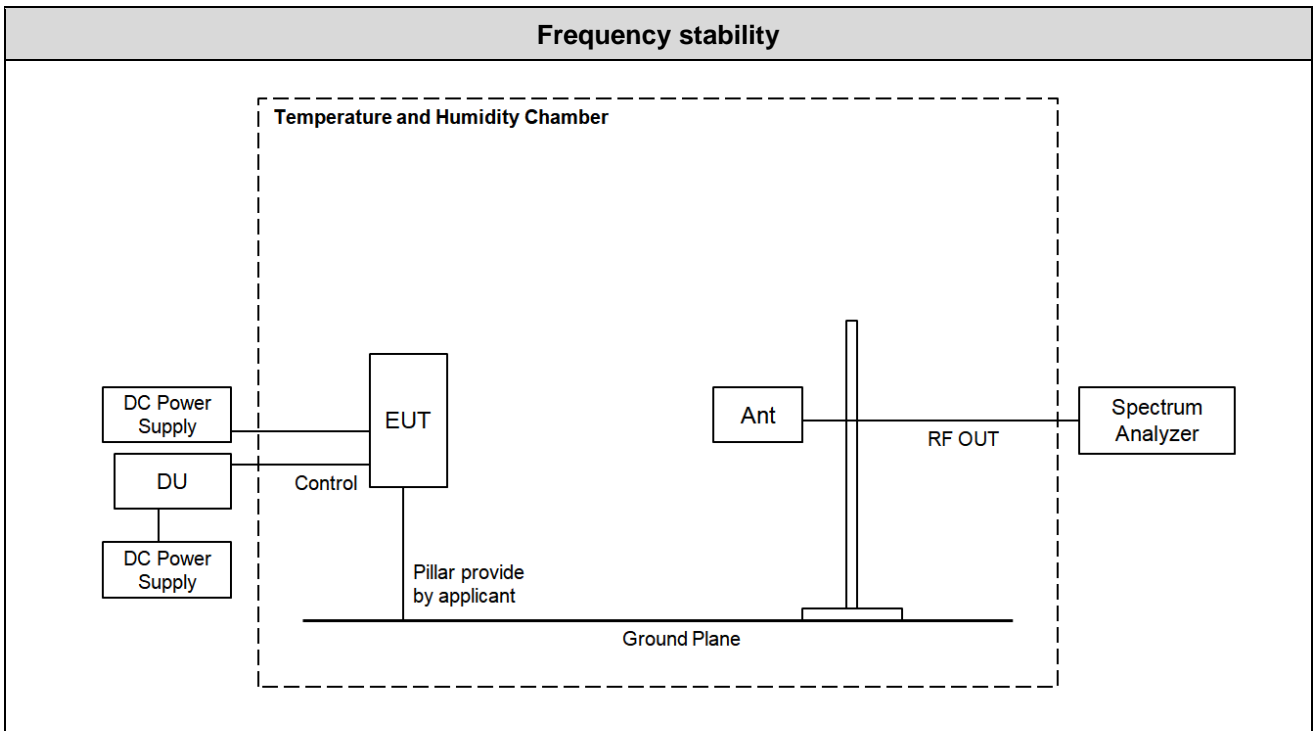 Frequency stability
Temperature and Humidity Chamber
DC Power
Supply
DU
DC Power
Supply
EUT
Control
Pillar provide
by applicant
Ground Plane
Ant
RF OUT
Spectrum
Analyzer